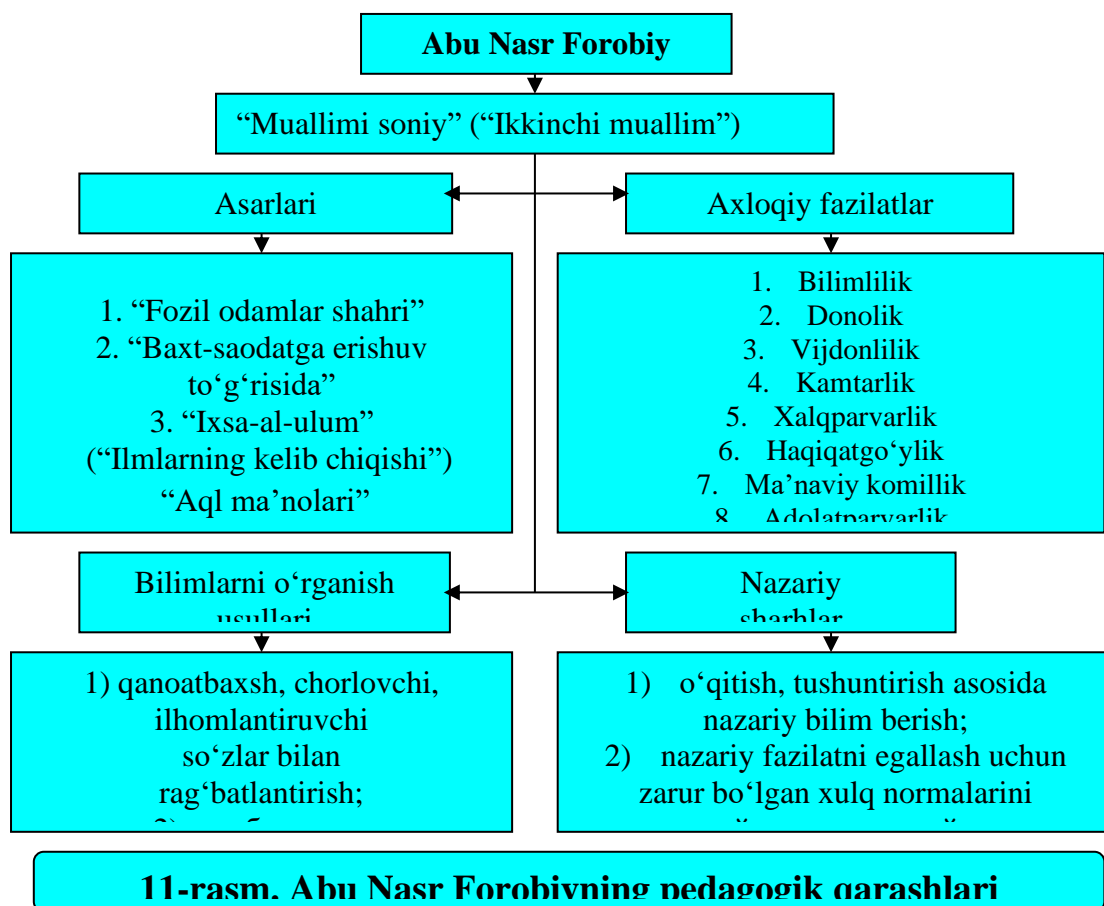 Abu Nasr Forobiy
“Muallimi soniy” (“Ikkinchi muallim”)
Asarlari
Axloqiy fazilatlar
1. “Fozil odamlar shahri”
2. “Baxt-saodatga erishuv
to‘g‘risida”
3. “Ixsa-al-ulum”
(“Ilmlarning kelib chiqishi”)
“Aql ma’nolari”
1. Bilimlilik
2. Donolik
3. Vijdonlilik
4. Kamtarlik
5. Xalqparvarlik
6. Haqiqatgo‘ylik
7. Ma’naviy komillik
8. Adolatparvarlik
Bilimlarni o‘rganish
usullari
Nazariy
sharhlar
1) qanoatbaxsh, chorlovchi,
ilhomlantiruvchi
so‘zlar bilan
rag‘batlantirish;
2)
1) o‘qitish, tushuntirish asosida
nazariy bilim berish;
2) nazariy fazilatni egallash uchun
zarur bo‘lgan xulq normalarini
11-rasm. Abu Nasr Forobiyning pedagogik qarashlari